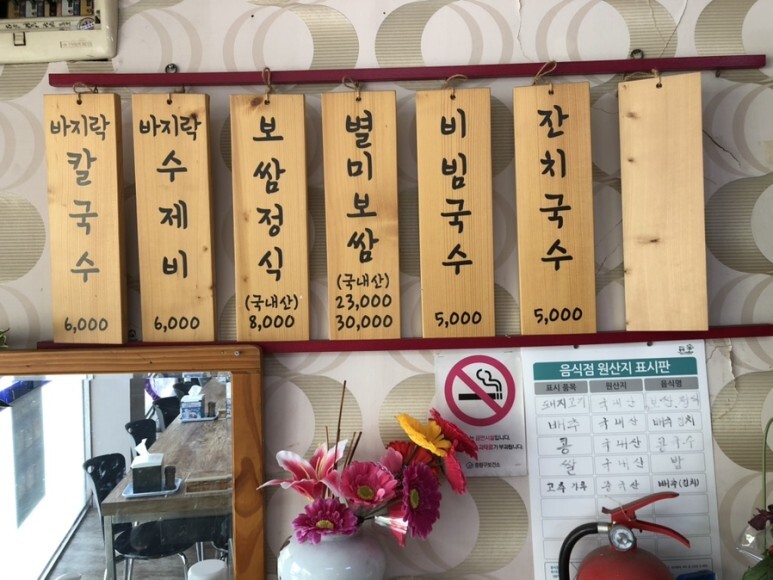 바지락
칼국수
6,000
바지락
수제비
6,000
보쌈정식
(국내산)
8,000
별미보쌈
(국내산)
23,000
30,000
비빔국수
5,000
잔치국수
5,000
음식점 원산지 표시판
표시 품목 원산지 음식명
돼지고기 국내산
배추 국내산 배추김치
콩 국내산 콩국수
쌀 국내산 밥
고추가루 중국산 배추(김치)